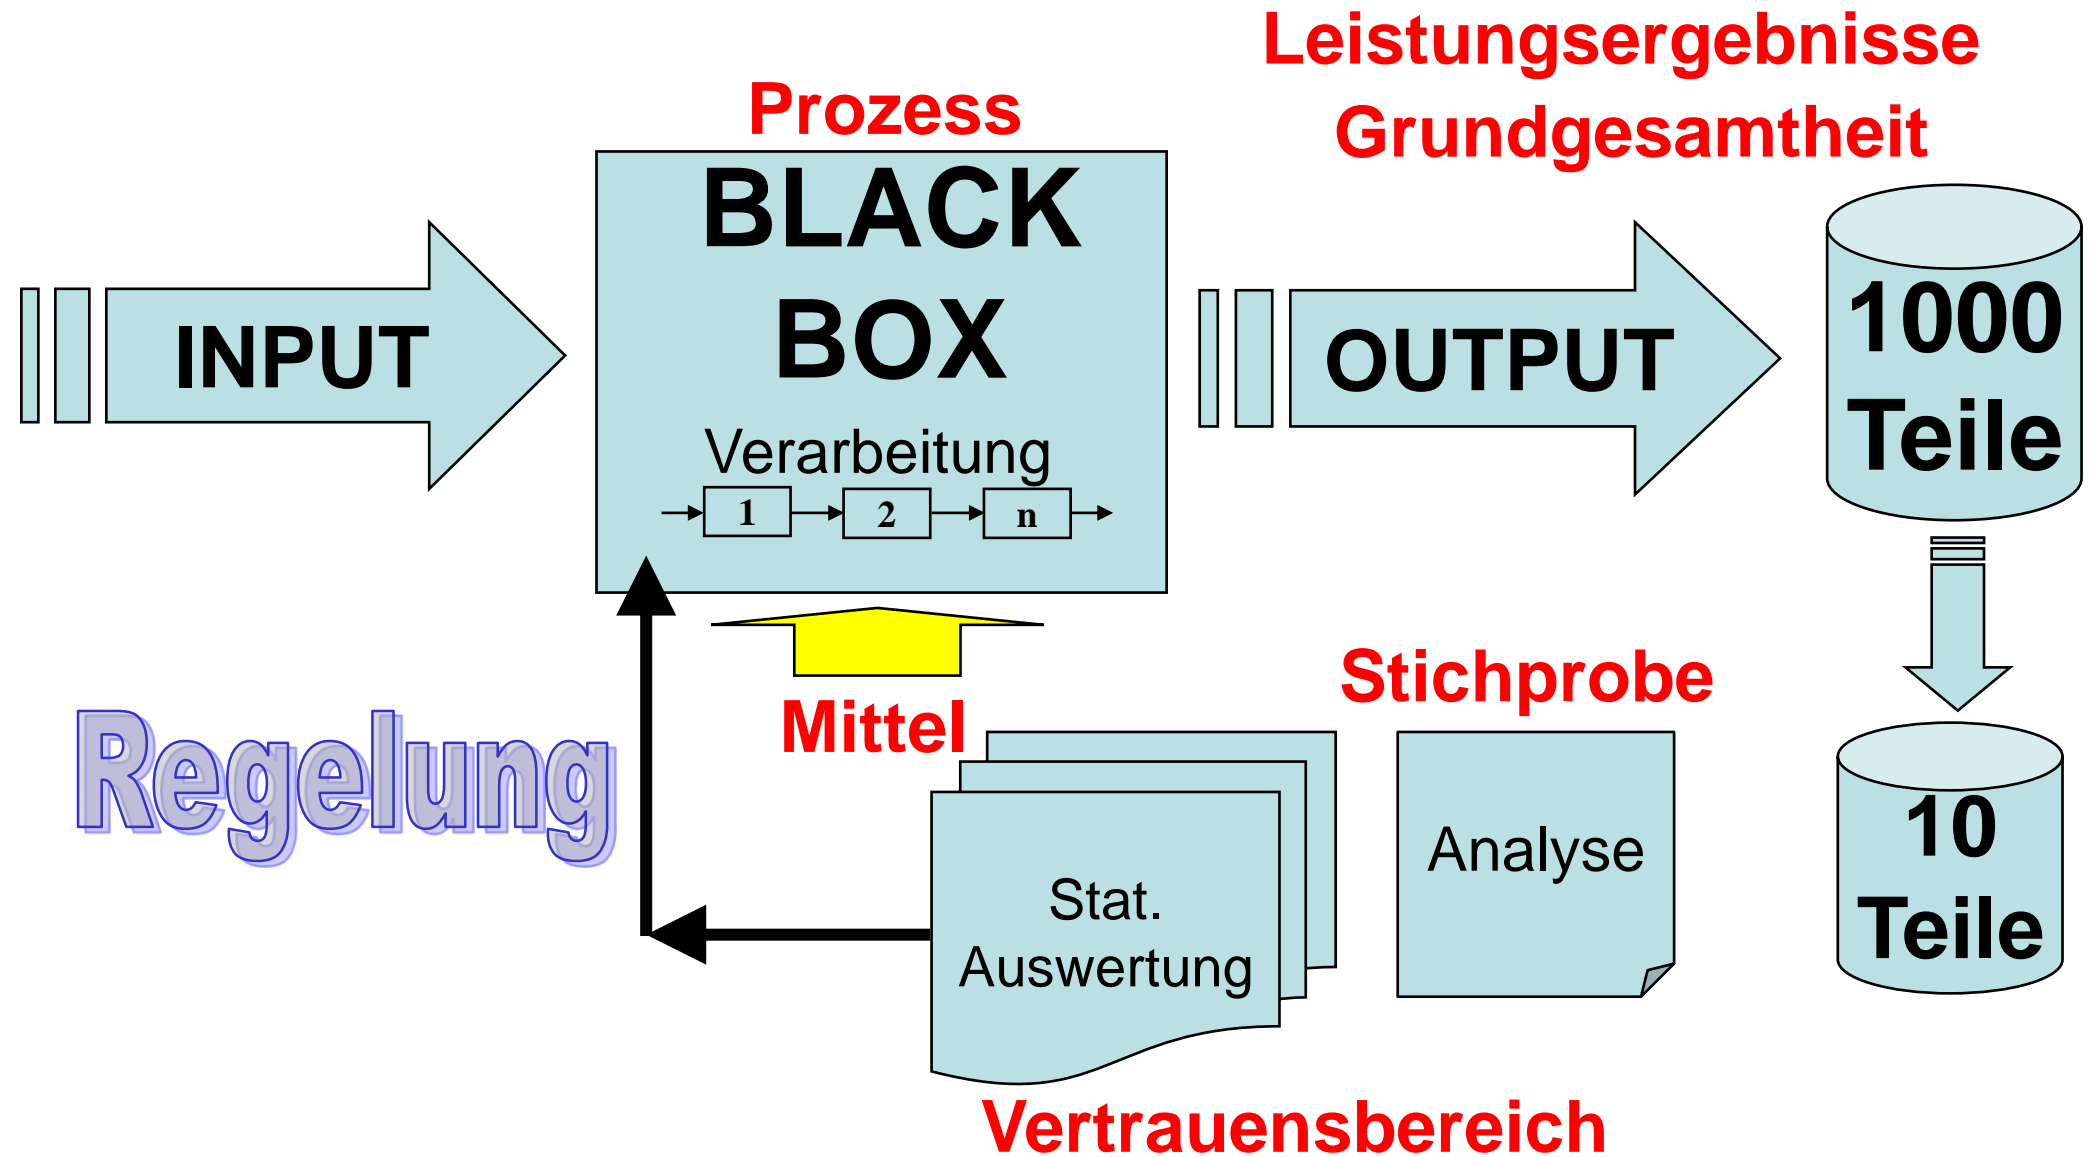 Leistungsergebnisse
Grundgesamtheit
Prozess
BLACK
BOX
Verarbeitung
1 2 n
INPUT
OUTPUT
1000
Teile
Mittel
Regelung
Stichprobe
Analyse
10
Teile
Stat.
Auswertung
Vertrauensbereich